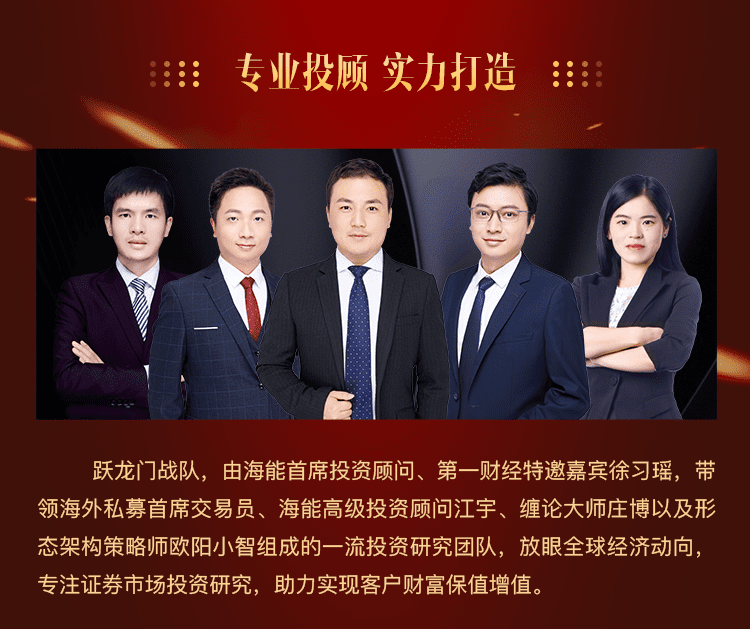 专业投顾 实力打造
跃龙门战队，由海能首席投资顾问、第一财经特邀嘉宾徐习瑶，带
领海外私募首席交易员、海能高级投资顾问江宇、缠论大师庄博以及形
态架构策略师欧阳小智组成的一流投资研究团队，放眼全球经济动向，
专注证券市场投资研究，助力实现客户财富保值增值。